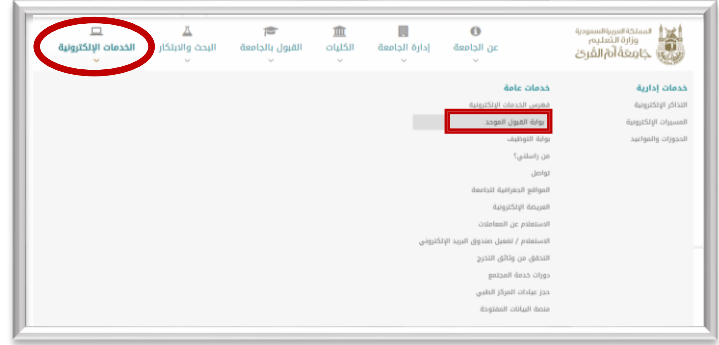 المملكة العربية السعودية
وزارة التعليم
جامعة أم القرى
عن الجامعة
إدارة الجامعة
الكليات
القبول بالجامعة
البحث والابتكار
الخدمات الإلكترونية
خدمات إدارية
التذاكر الإلكترونية
المسيرات الإلكترونية
الحجوزات والمواعيد
خدمات عامة
فهرس الخدمات الإلكترونية
بوابة القبول الموحد
بوابة التوظيف
من راسلني؟
تواصل
المواقع الجغرافية للجامعة
العريضة الإلكترونية
الاستعلام عن المعاملات
الاستعلام / تفعيل صندوق البريد الإلكتروني
التحقق من وثائق التخرج
دورات خدمة المجتمع
حجز عيادات المركز الطبي
منصة البيانات المفتوحة